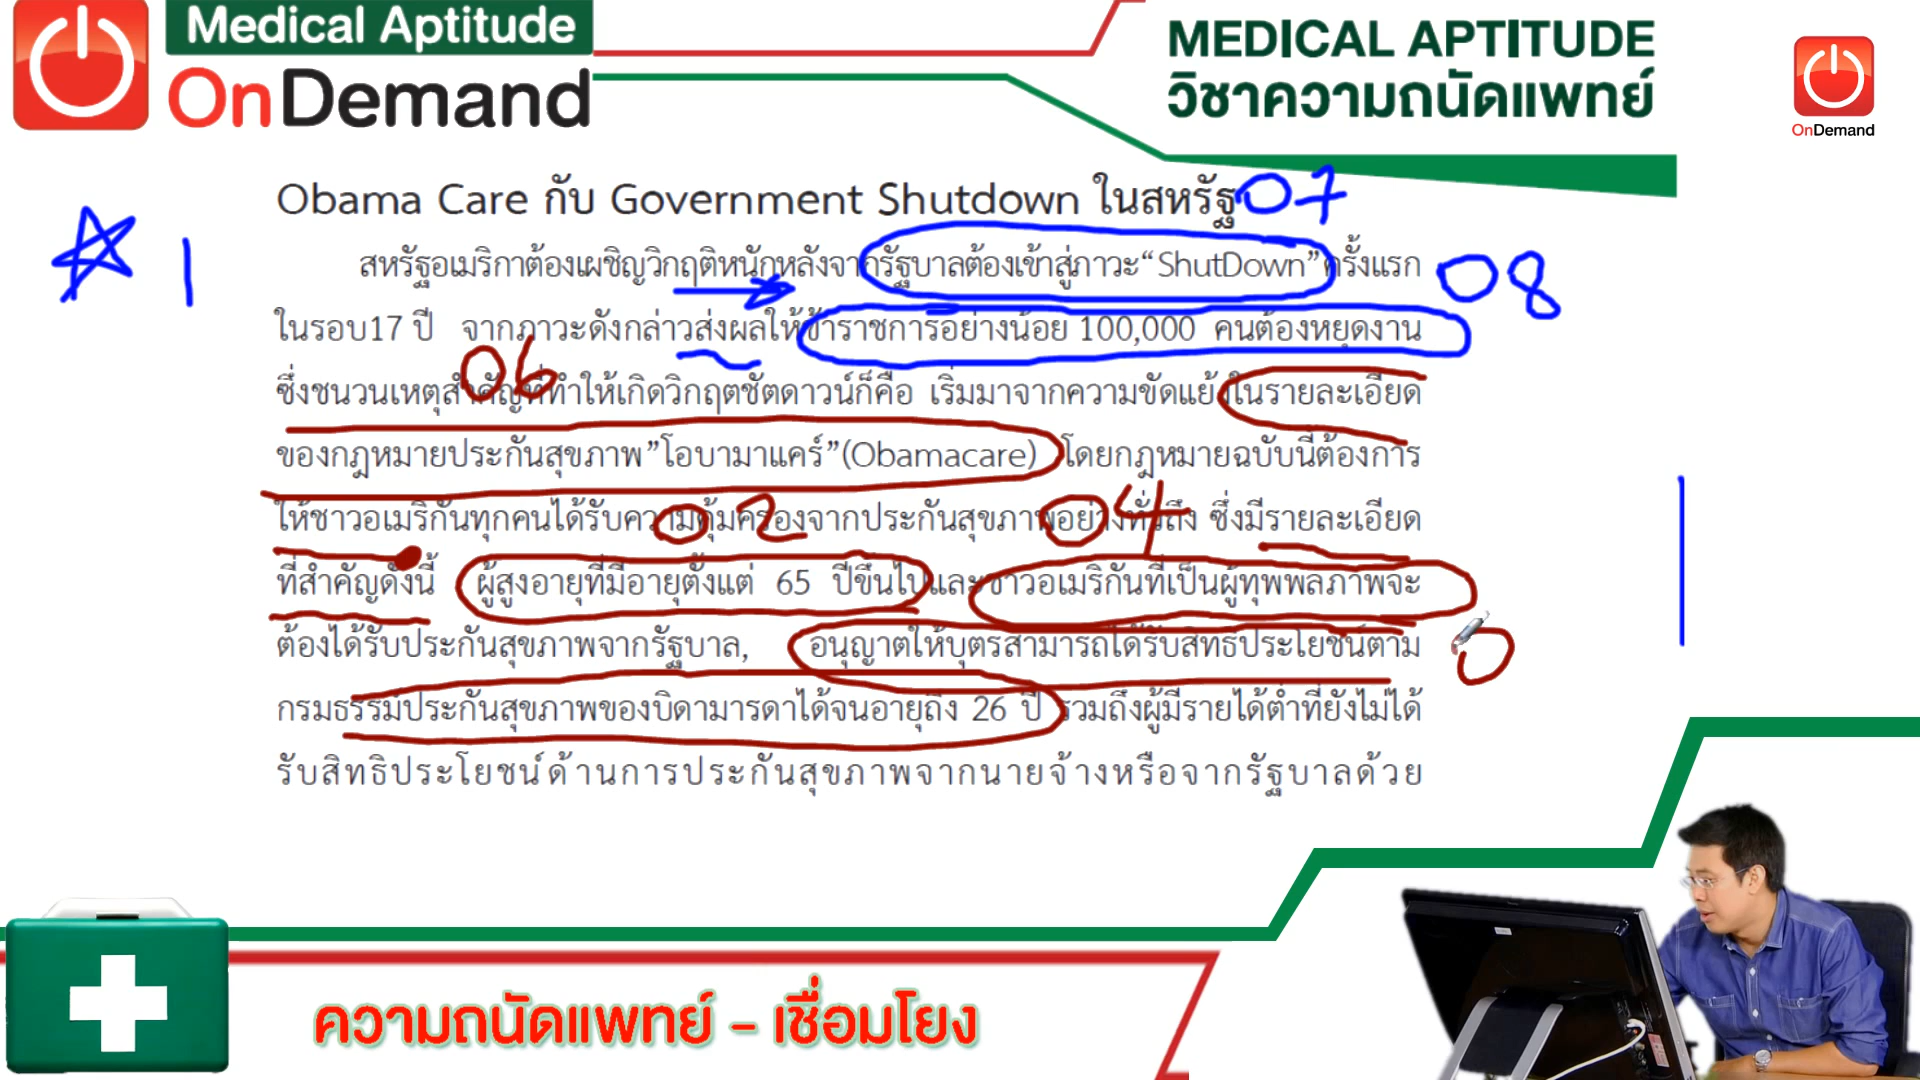 Medical Aptitude
OnDemand
MEDICAL APTITUDE
วิชาความถนัดแพทย์
OnDemand
Obama Care กับ Government Shutdown ในสหรัฐ 07
1
สหรัฐอเมริกาต้องเผชิญวิกฤติหนักหลังจากรัฐบาลต้องเข้าสู่ภาวะ“ShutDown”ครั้งแรก
08
ในรอบ17 ปี จากภาวะดังกล่าวส่งผลให้ข้าราชการอย่างน้อย 100,000 คนต้องหยุดงาน
06
ซึ่งชนวนเหตุสำคัญที่ทำให้เกิดวิกฤตชัตดาวน์ก็คือ เริ่มมาจากความขัดแย้งในรายละเอียด
ของกฎหมายประกันสุขภาพ”โอบามาแคร์”(Obamacare) โดยกฎหมายฉบับนี้ต้องการ
ให้ชาวอเมริกันทุกคนได้รับความคุ้มครองจากประกันสุขภาพอย่างทั่วถึง ซึ่งมีรายละเอียด
02 04
ที่สำคัญดังนี้ ผู้สูงอายุที่มีอายุตั้งแต่ 65 ปีขึ้นไปและชาวอเมริกันที่เป็นผู้ทุพพลภาพจะ
ต้องได้รับประกันสุขภาพจากรัฐบาล, อนุญาตให้บุตรสามารถได้รับสิทธิประโยชน์ตาม
0
กรมธรรม์ประกันสุขภาพของบิดามารดาได้จนอายุถึง 26 ปี รวมถึงผู้มีรายได้ต่ำที่ยังไม่ได้
รับสิทธิประโยชน์ด้านการประกันสุขภาพจากนายจ้างหรือจากรัฐบาลด้วย
ความถนัดแพทย์ – เชื่อมโยง